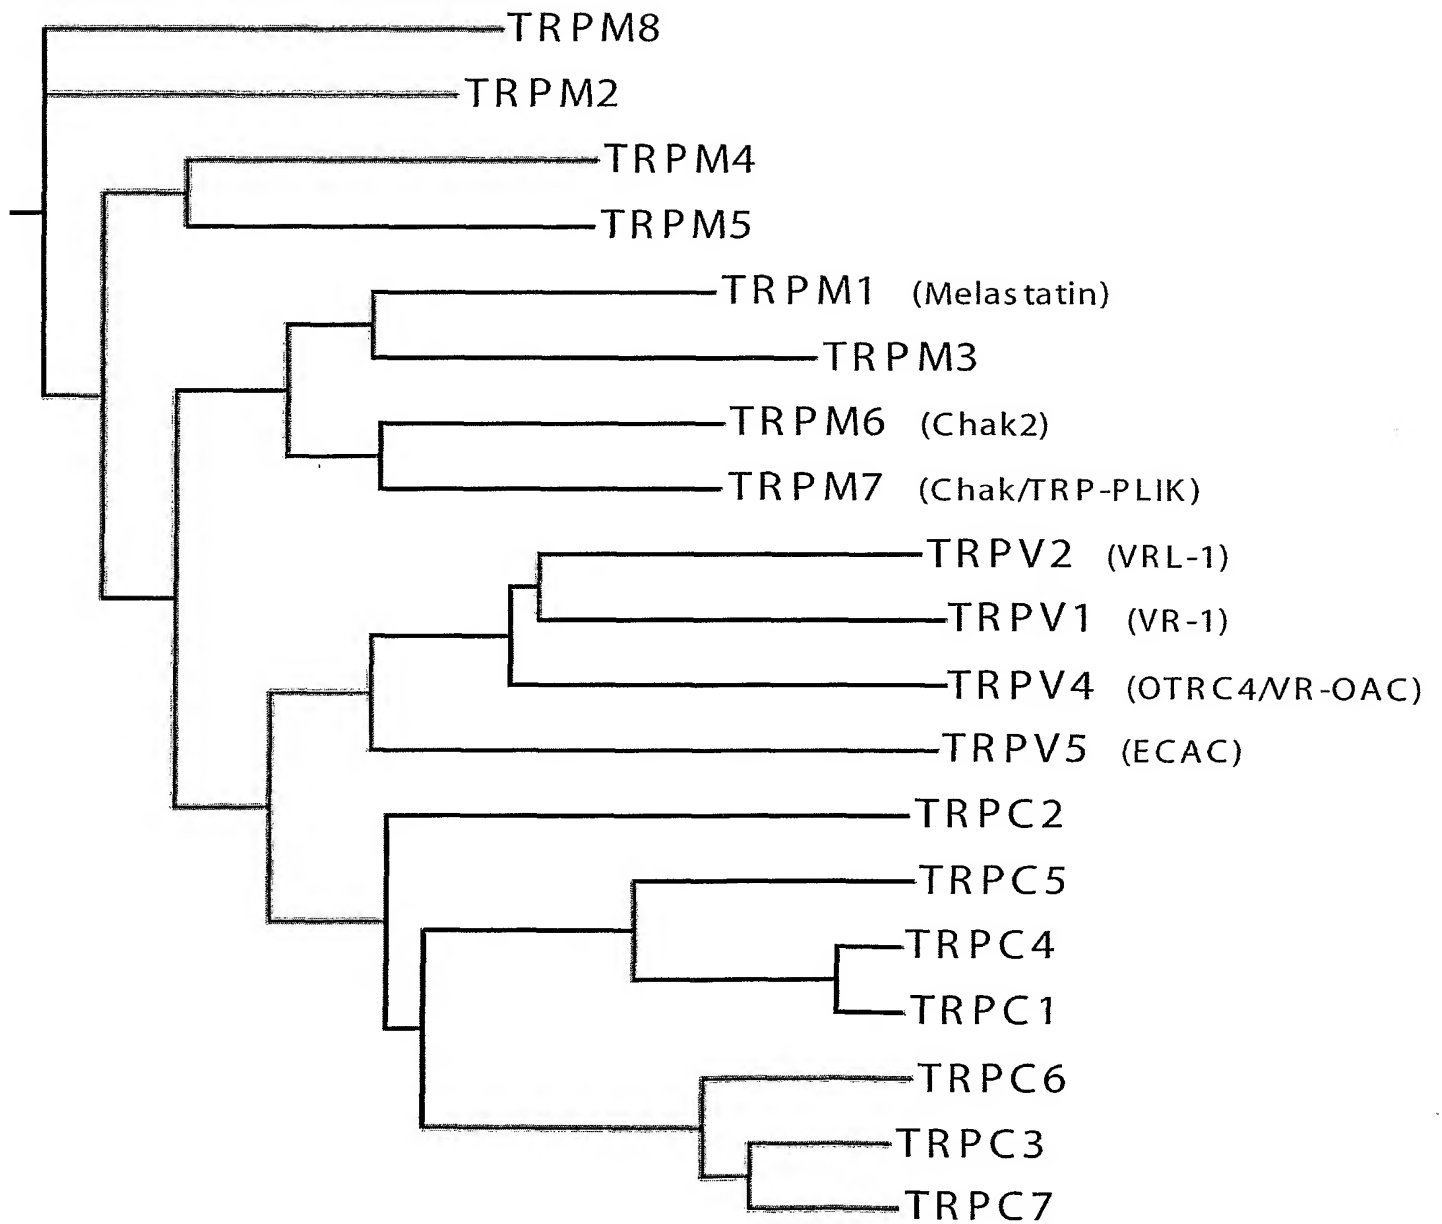 TRPM8
TRPM2
TRPM4
TRPM5
TRPM1 (Melastatin)
TRPM3
TRPM6 (Chak2)
TRPM7 (Chak/TRP-PLIK)
TRPV2 (VRL-1)
TRPV1 (VR-1)
TRPV4 (OTRC4/VR-OAC)
TRPV5 (ECAC)
TRPC2
TRPC5
TRPC4
TRPC1
TRPC6
TRPC3
TRPC7